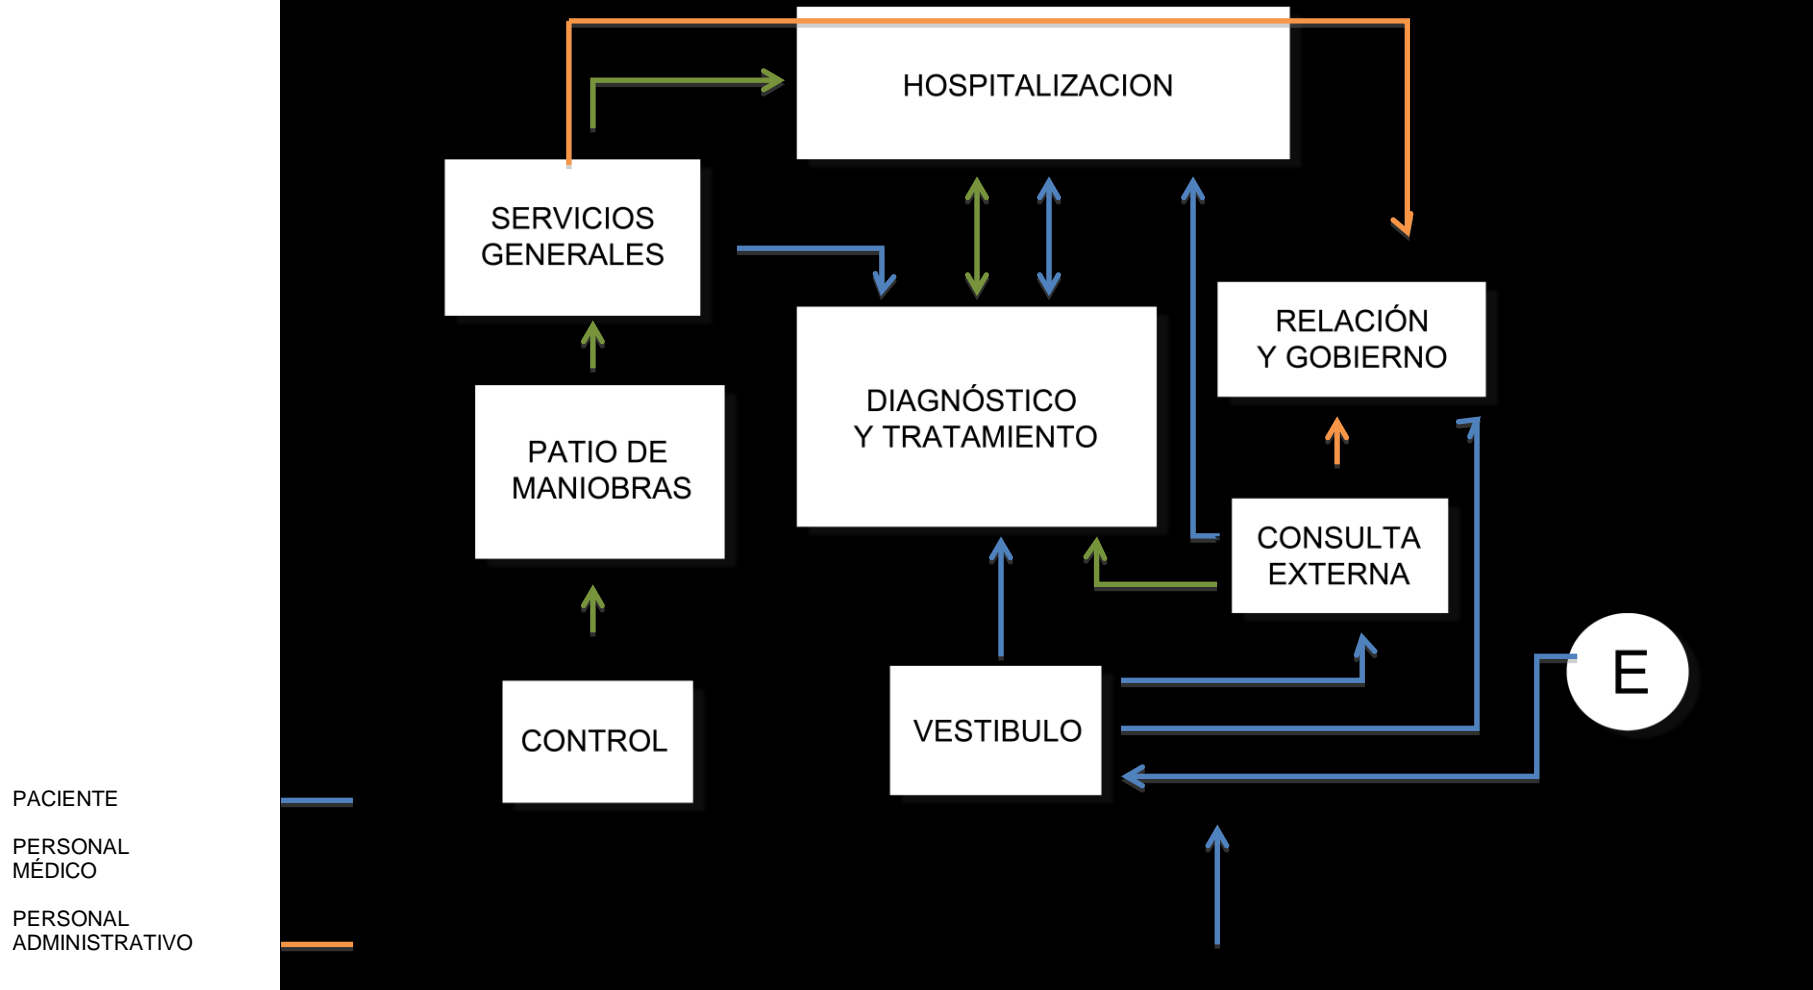 HOSPITALIZACION
SERVICIOS
GENERALES
RELACIÓN
Y GOBIERNO
DIAGNÓSTICO
Y TRATAMIENTO
PATIO DE
MANIOBRAS
CONSULTA
EXTERNA
E
VESTIBULO
CONTROL
PACIENTE
PERSONAL
MÉDICO
PERSONAL
ADMINISTRATIVO